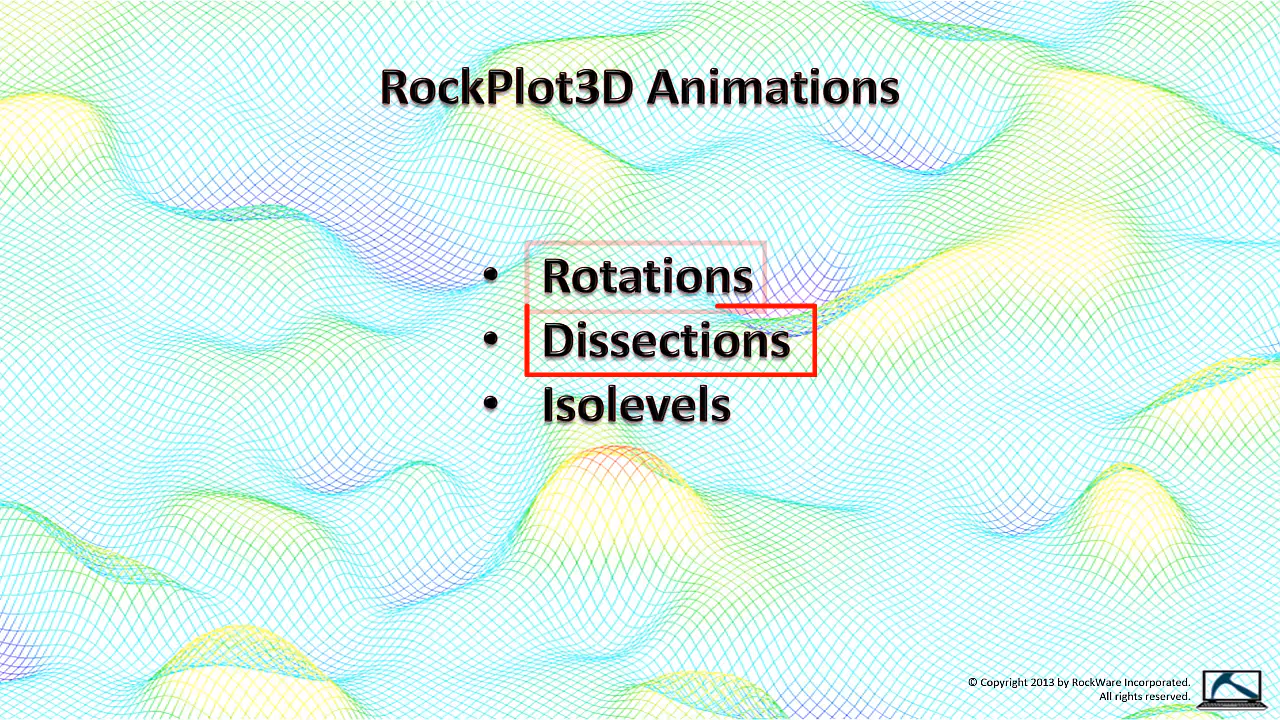 RockPlot3D Animations
• Rotations
• Dissections
• Isolevels
© Copyright 2013 by RockWare Incorporated.
All rights reserved.